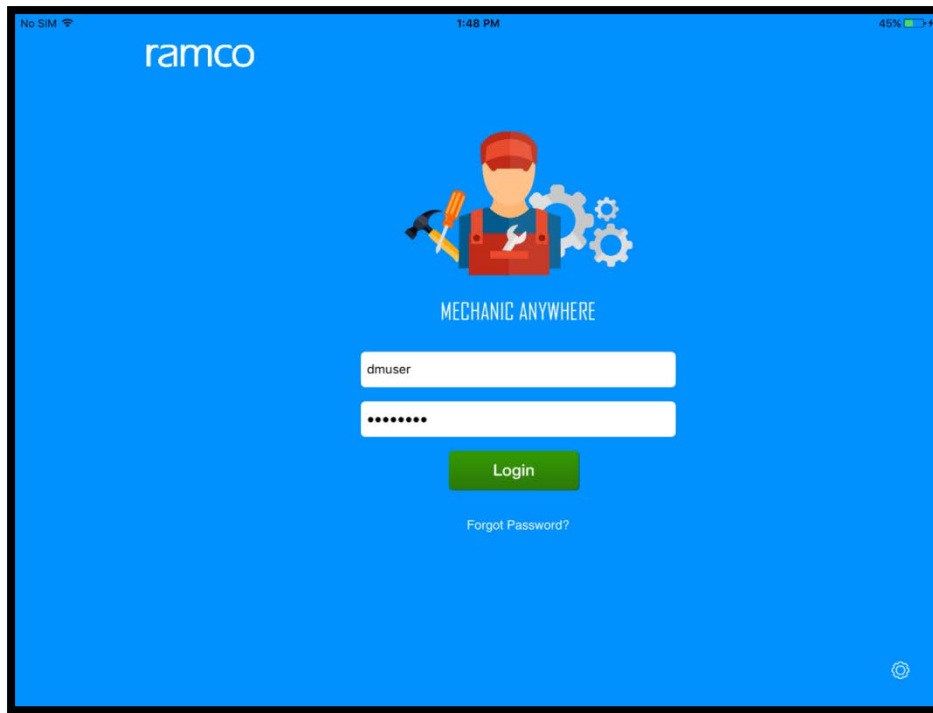 No SIM 1:48 PM 45%
ramco
MECHANIC ANYWHERE
dmuser
••••••••
Login
Forgot Password?